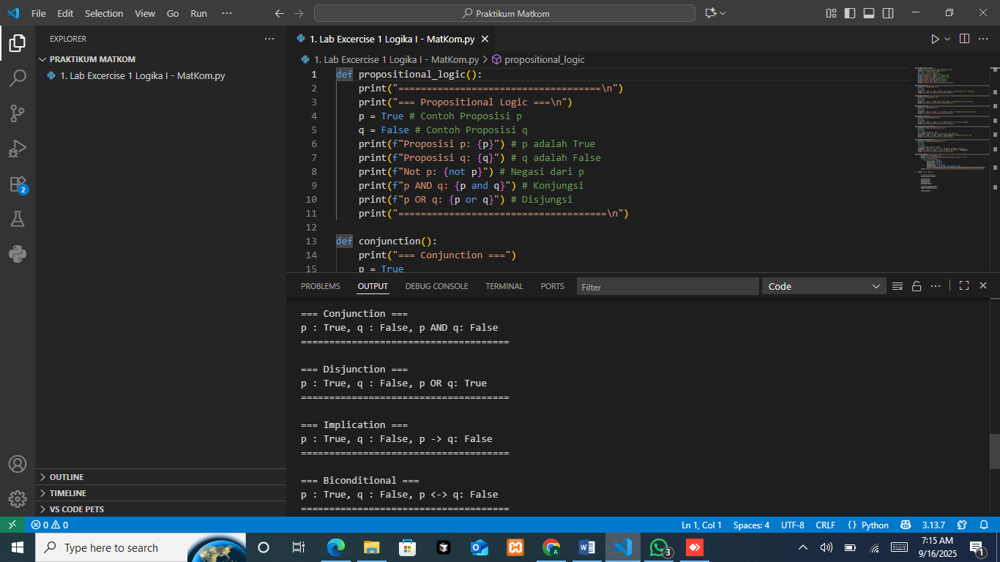 File Edit Selection View Go Run ··· Praktikum Matkom
EXPLORER ···
PRAKTIKUM MATKOM
1. Lab Excercise 1 Logika I - MatKom.py
OUTLINE
TIMELINE
VS CODE PETS
2
1. Lab Excercise 1 Logika I - MatKom.py
1. Lab Excercise 1 Logika I - MatKom.py > propositional_logic
1 def propositional_logic():
2 print("====================================\n")
3 print("=== Propositional Logic ===\n")
4 p = True # Contoh Proposisi p
5 q = False # Contoh Proposisi q
6 print(f"Proposisi p: {p}") # p adalah True
7 print(f"Proposisi q: {q}") # q adalah False
8 print(f"Not p: {not p}") # Negasi dari p
9 print(f"p AND q: {p and q}") # Konjungsi
10 print(f"p OR q: {p or q}") # Disjungsi
11 print("=====================================\n")
12
13 def conjunction():
14 print("=== Conjunction ===")
15 p = True
PROBLEMS OUTPUT DEBUG CONSOLE TERMINAL PORTS Filter Code
=== Conjunction ===
p : True, q : False, p AND q: False
=====================================
=== Disjunction ===
p : True, q : False, p OR q: True
=====================================
=== Implication ===
p : True, q : False, p -> q: False
=====================================
=== Biconditional ===
p : True, q : False, p <-> q: False
=====================================
0 0 Ln 1, Col 1 Spaces: 4 UTF-8 CRLF {} Python 3.13.7
Type here to search
3
7:15 AM
9/16/2025
1